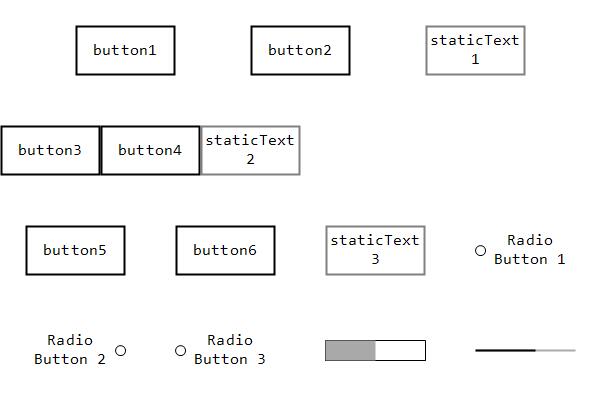 button1
button2
staticText
1
button3
button4
staticText
2
button5
button6
staticText
3
Radio
Button 1
Radio
Button 2
Radio
Button 3